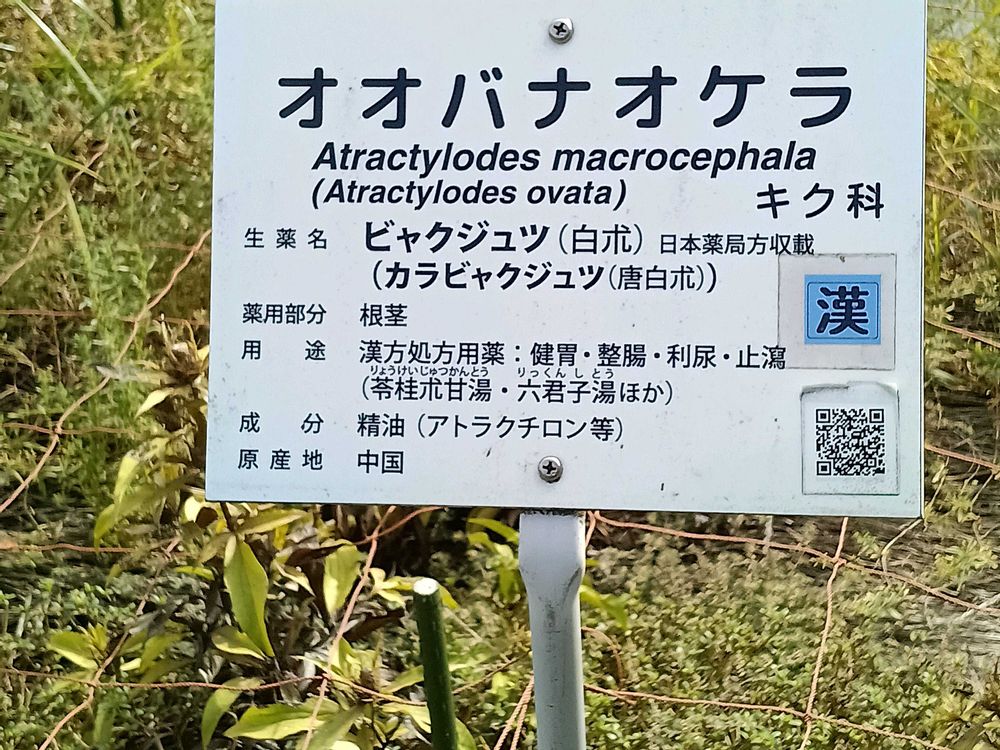 オオバナオケラ
Atractylodes macrocephala
(Atractylodes ovata)
キク科
生薬名 ビャクジュツ（白朮）日本薬局方収載
（カラビャクジュツ（唐白朮））
漢
薬用部分 根茎
用途 漢方処方用薬：健胃・整腸・利尿・止瀉
りょうけいじゅつかんとう りっくんしとう
（苓桂朮甘湯・六君子湯ほか）
成分 精油（アトラクチロン等）
原産地 中国